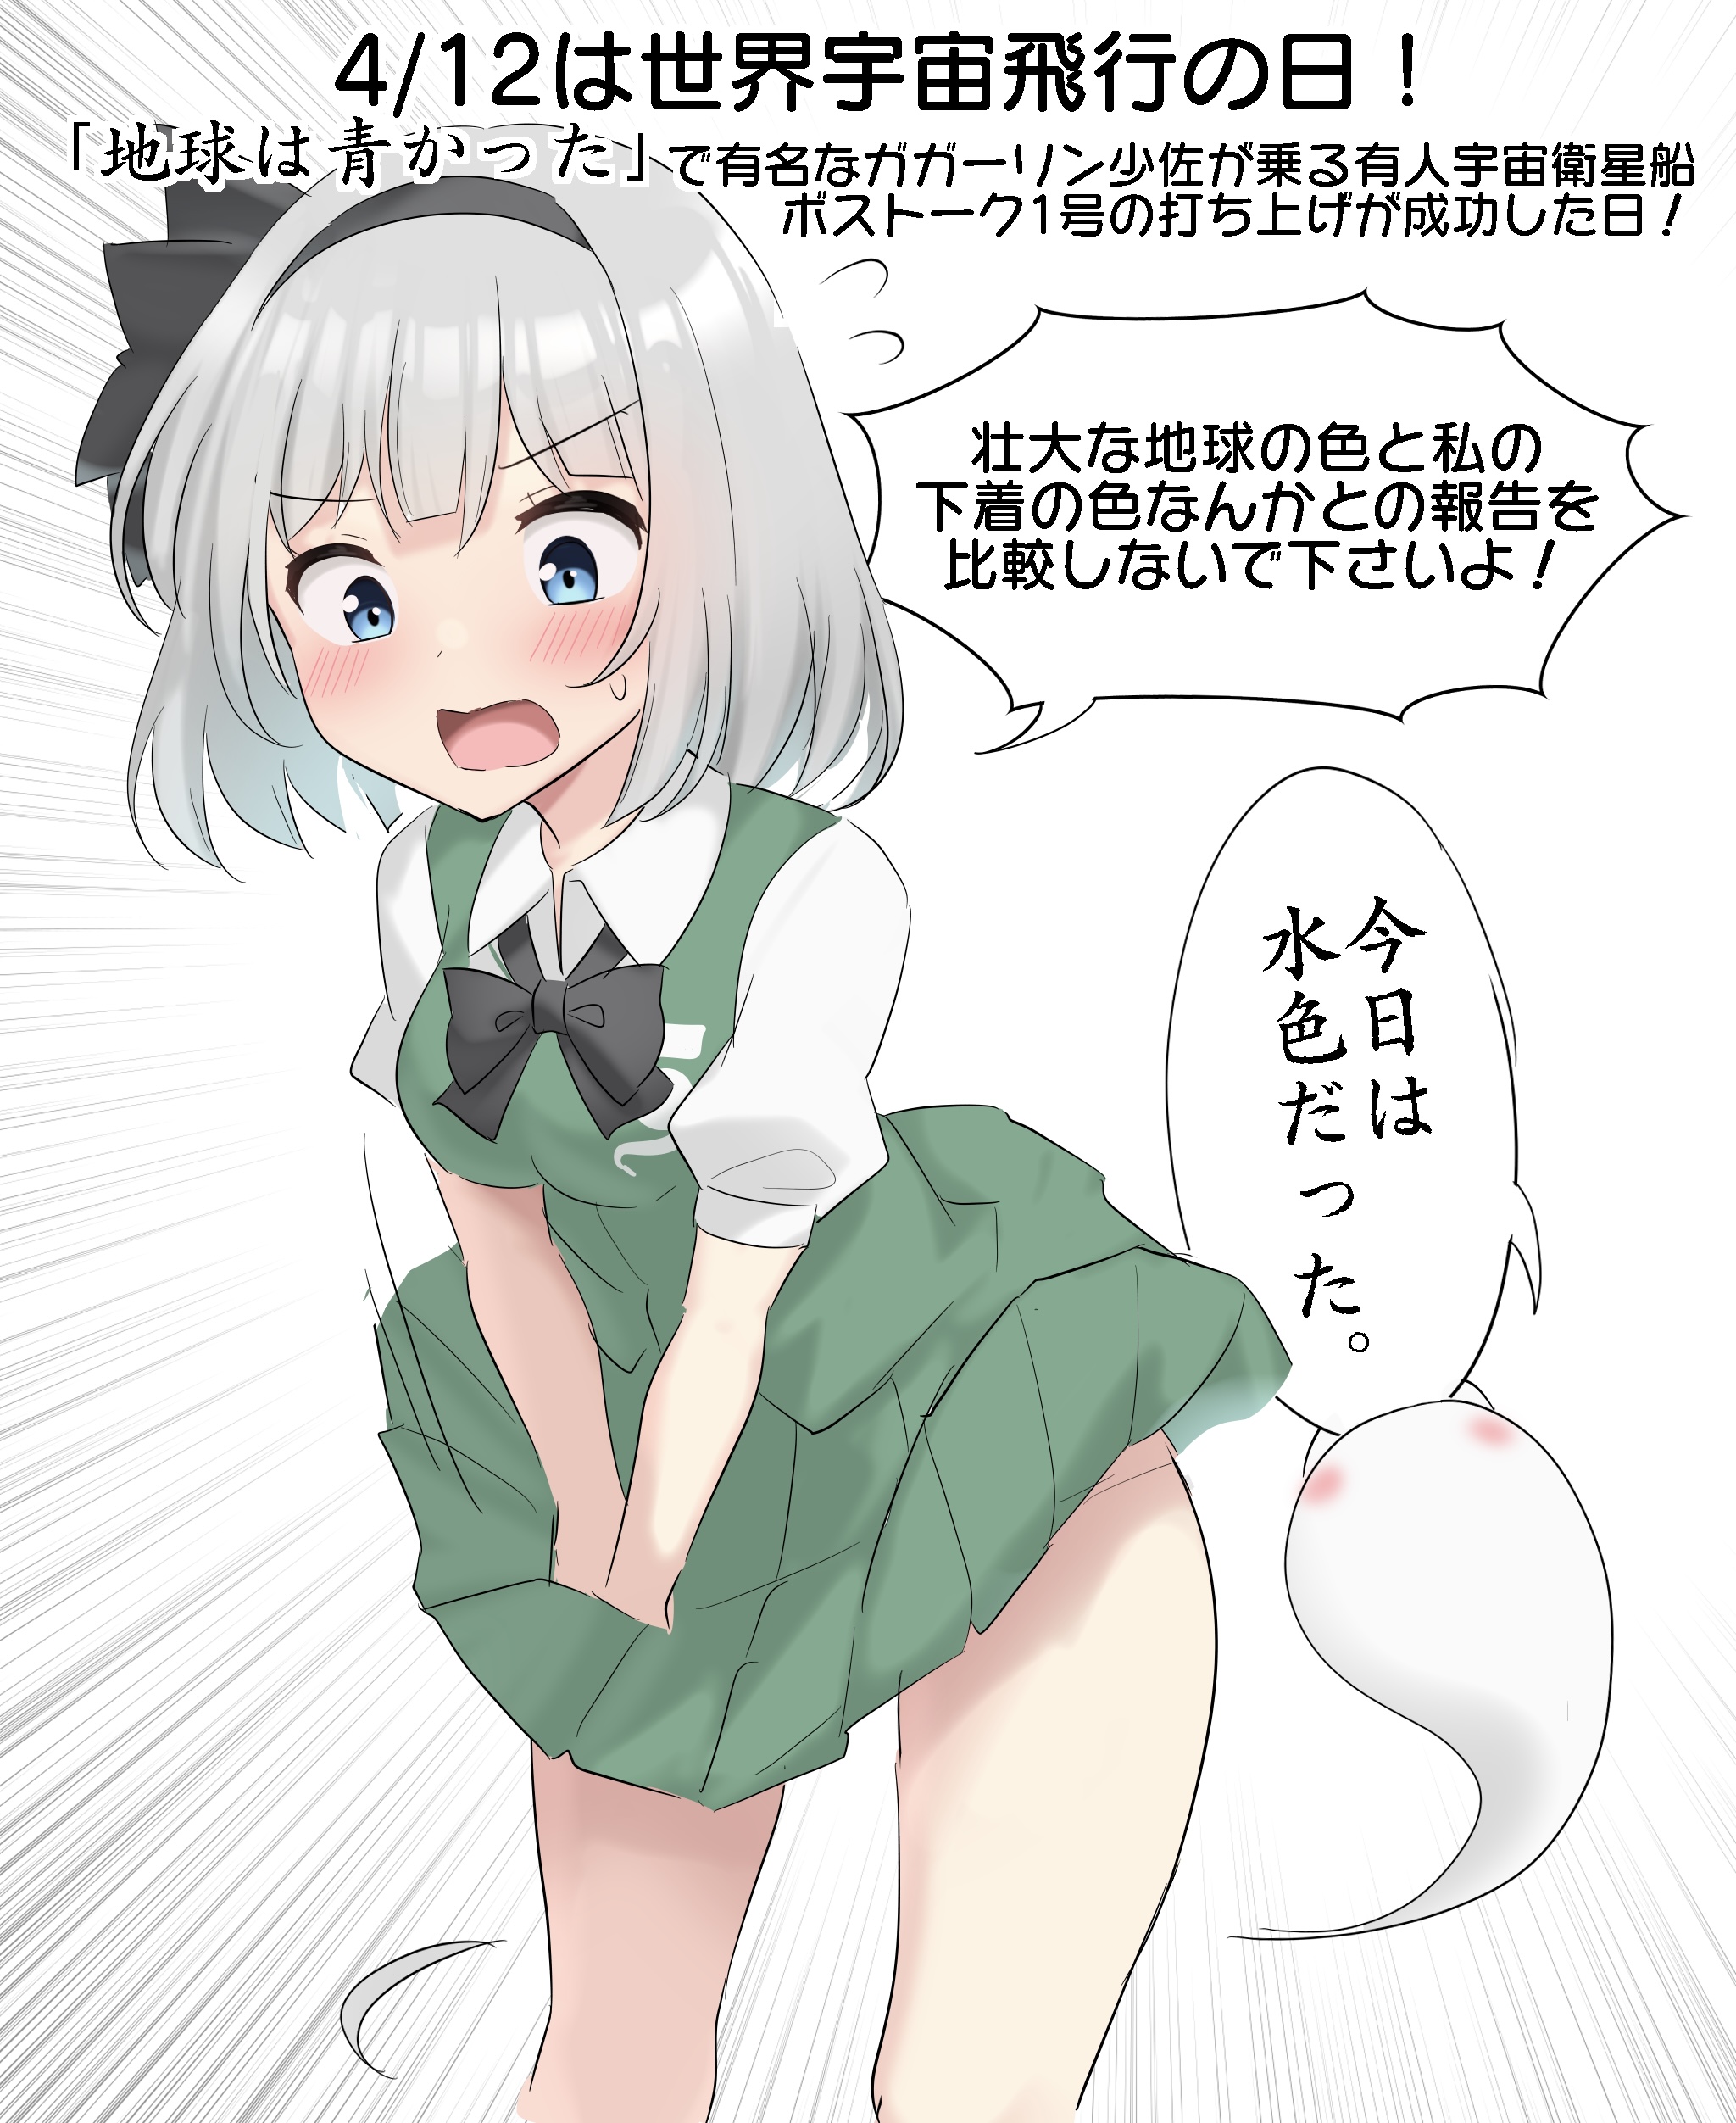 4/12は世界宇宙飛行の日！
「地球は青かった」で有名なガガーリン少佐が乗る有人宇宙衛星船
ボストーク1号の打ち上げが成功した日！
壮大な地球の色と私の
下着の色なんかとの報告を
比較しないで下さいよ！
今日は
水色だった。